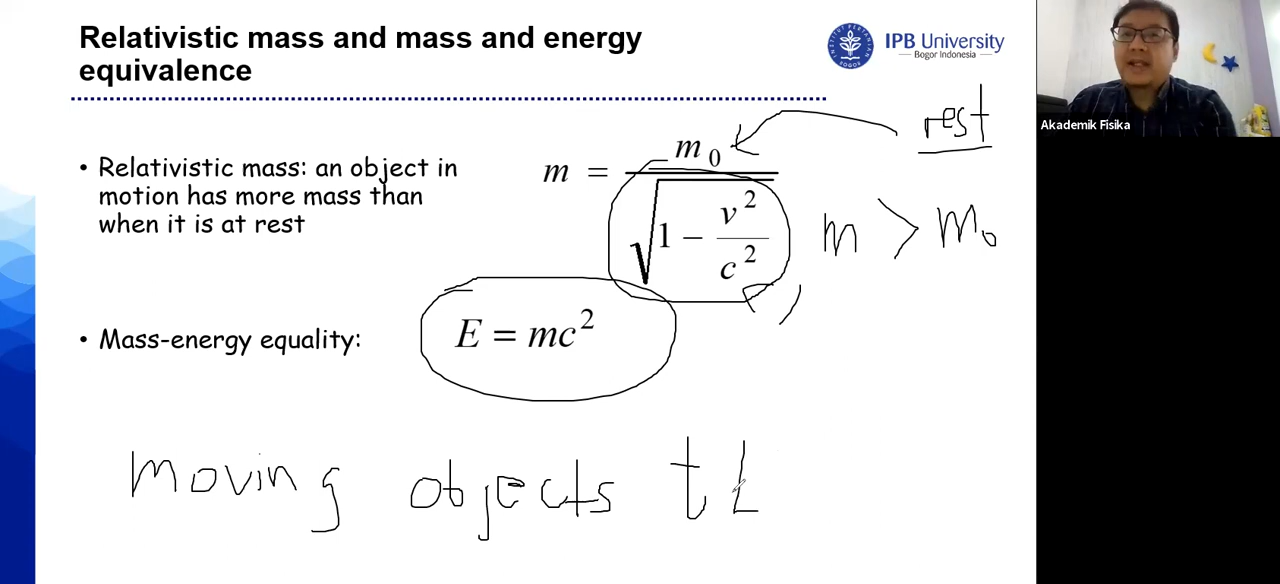 Relativistic mass and mass and energy
equivalence
IPB University
Bogor Indonesia
Akademik Fisika
rest
• Relativistic mass: an object in
motion has more mass than
when it is at rest
m = m₀ / √(1 − v²/c²)
m > m₀
• Mass-energy equality:
E = mc²
moving objects t L